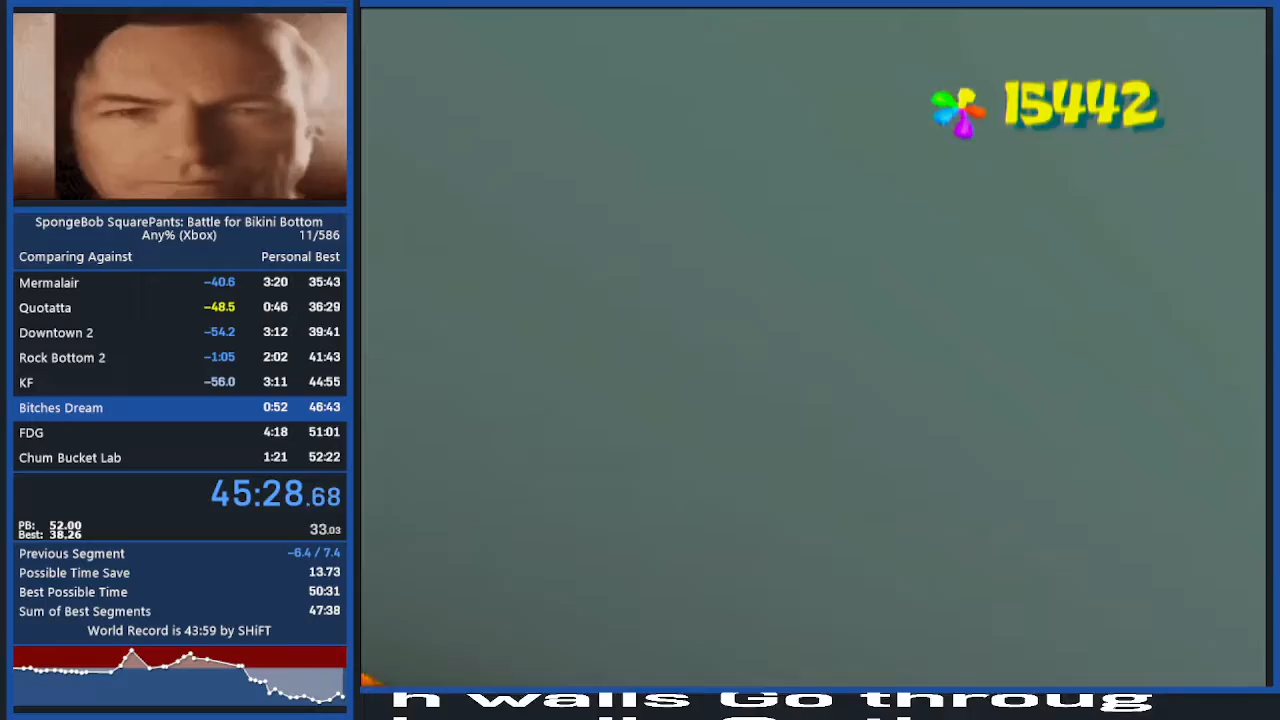 15442
SpongeBob SquarePants: Battle for Bikini Bottom
Any% (Xbox) 11/586
Comparing Against Personal Best
Mermalair −40.6 3:20 35:43
Quotatta −48.5 0:46 36:29
Downtown 2 −54.2 3:12 39:41
Rock Bottom 2 −1:05 2:02 41:43
KF −56.0 3:11 44:55
Bitches Dream 0:52 46:43
FDG 4:18 51:01
Chum Bucket Lab 1:21 52:22
45:28.68
PB: 52.00
Best: 38.26 33.03
Previous Segment −6.4 / 7.4
Possible Time Save 13.73
Best Possible Time 50:31
Sum of Best Segments 47:38
World Record is 43:59 by SHiFT
h walls Go throug